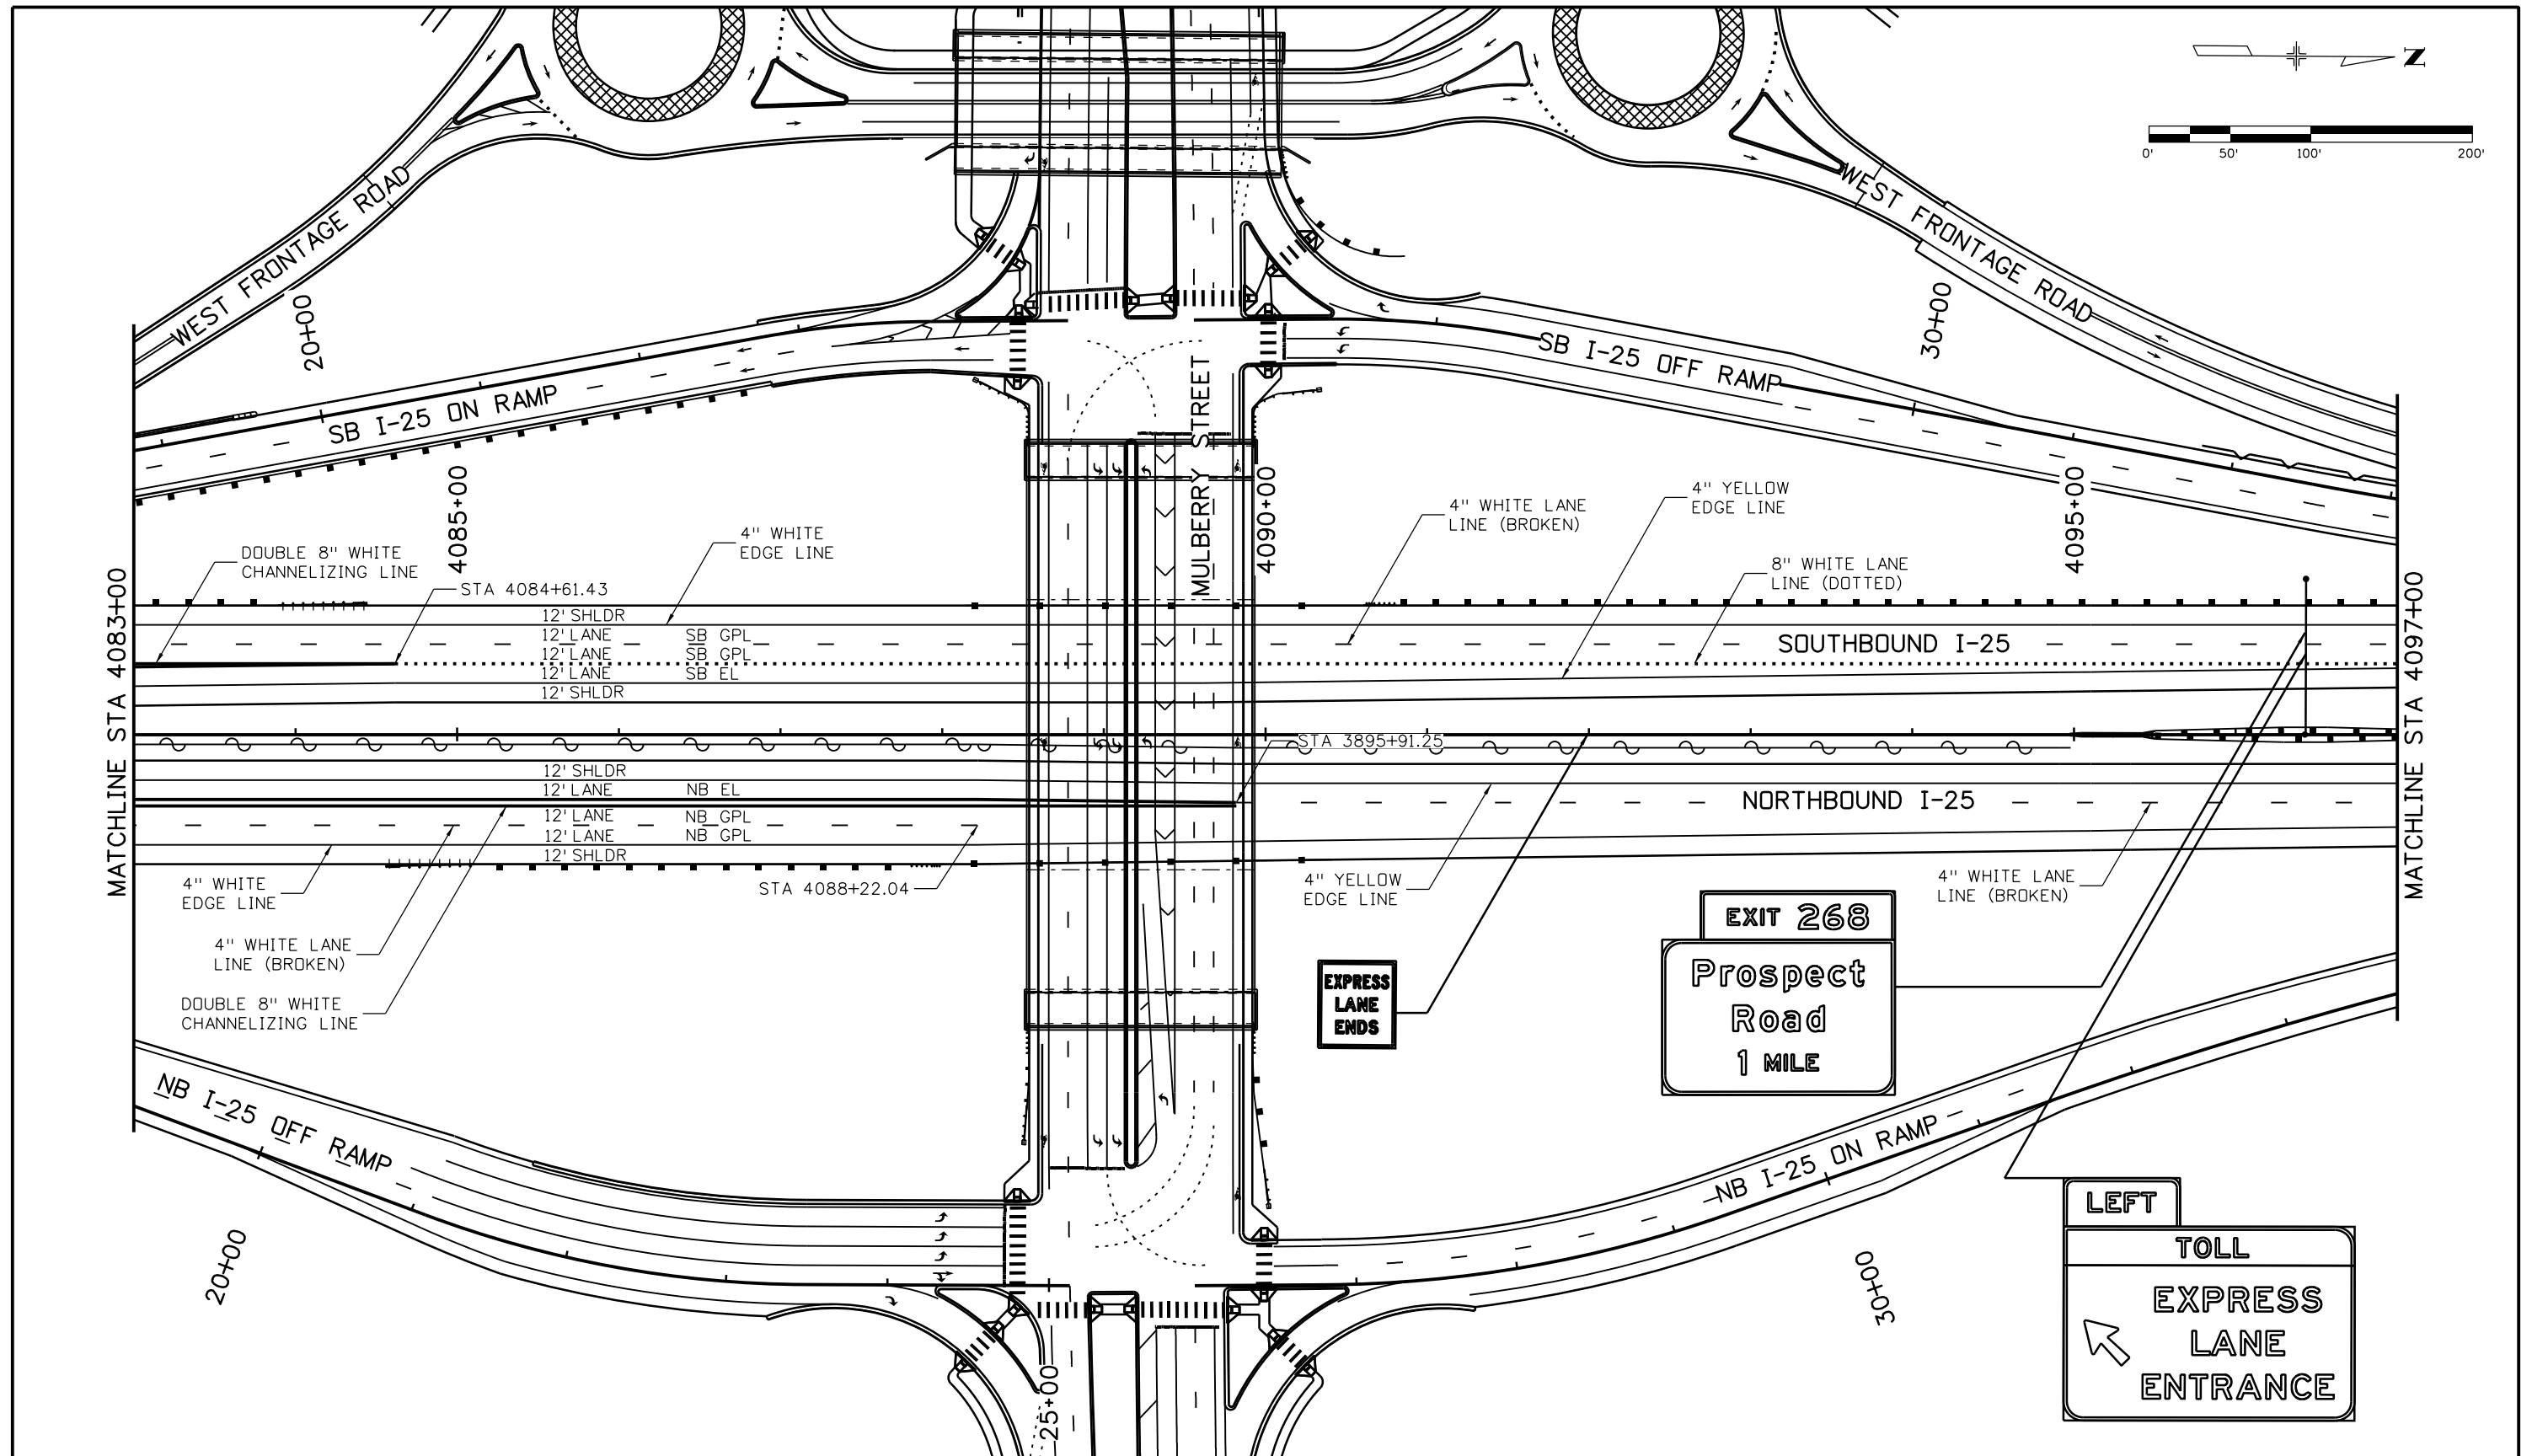 N
0' 50' 100' 200'
WEST FRONTAGE ROAD
WEST FRONTAGE ROAD
20+00
30+00
SB I-25 ON RAMP
SB I-25 OFF RAMP
MULBERRY STREET
4085+00
4090+00
4095+00
4" WHITE LANE
LINE (BROKEN)
4" YELLOW
EDGE LINE
4" WHITE
EDGE LINE
DOUBLE 8" WHITE
CHANNELIZING LINE
8" WHITE LANE
LINE (DOTTED)
STA 4084+61.43
MATCHLINE STA 4083+00
MATCHLINE STA 4097+00
12' SHLDR
12' LANE SB GPL
12' LANE SB GPL
12' LANE SB EL
12' SHLDR
SOUTHBOUND I-25
STA 3895+91.25
12' SHLDR
12' LANE NB EL
12' LANE NB GPL
12' LANE NB GPL
12' SHLDR
NORTHBOUND I-25
4" WHITE
EDGE LINE
STA 4088+22.04
4" YELLOW
EDGE LINE
4" WHITE LANE
LINE (BROKEN)
4" WHITE LANE
LINE (BROKEN)
DOUBLE 8" WHITE
CHANNELIZING LINE
EXPRESS
LANE
ENDS
EXIT 268
Prospect
Road
1 MILE
NB I-25 OFF RAMP
NB I-25 ON RAMP
20+00
25+00
30+00
LEFT
TOLL
EXPRESS
LANE
ENTRANCE